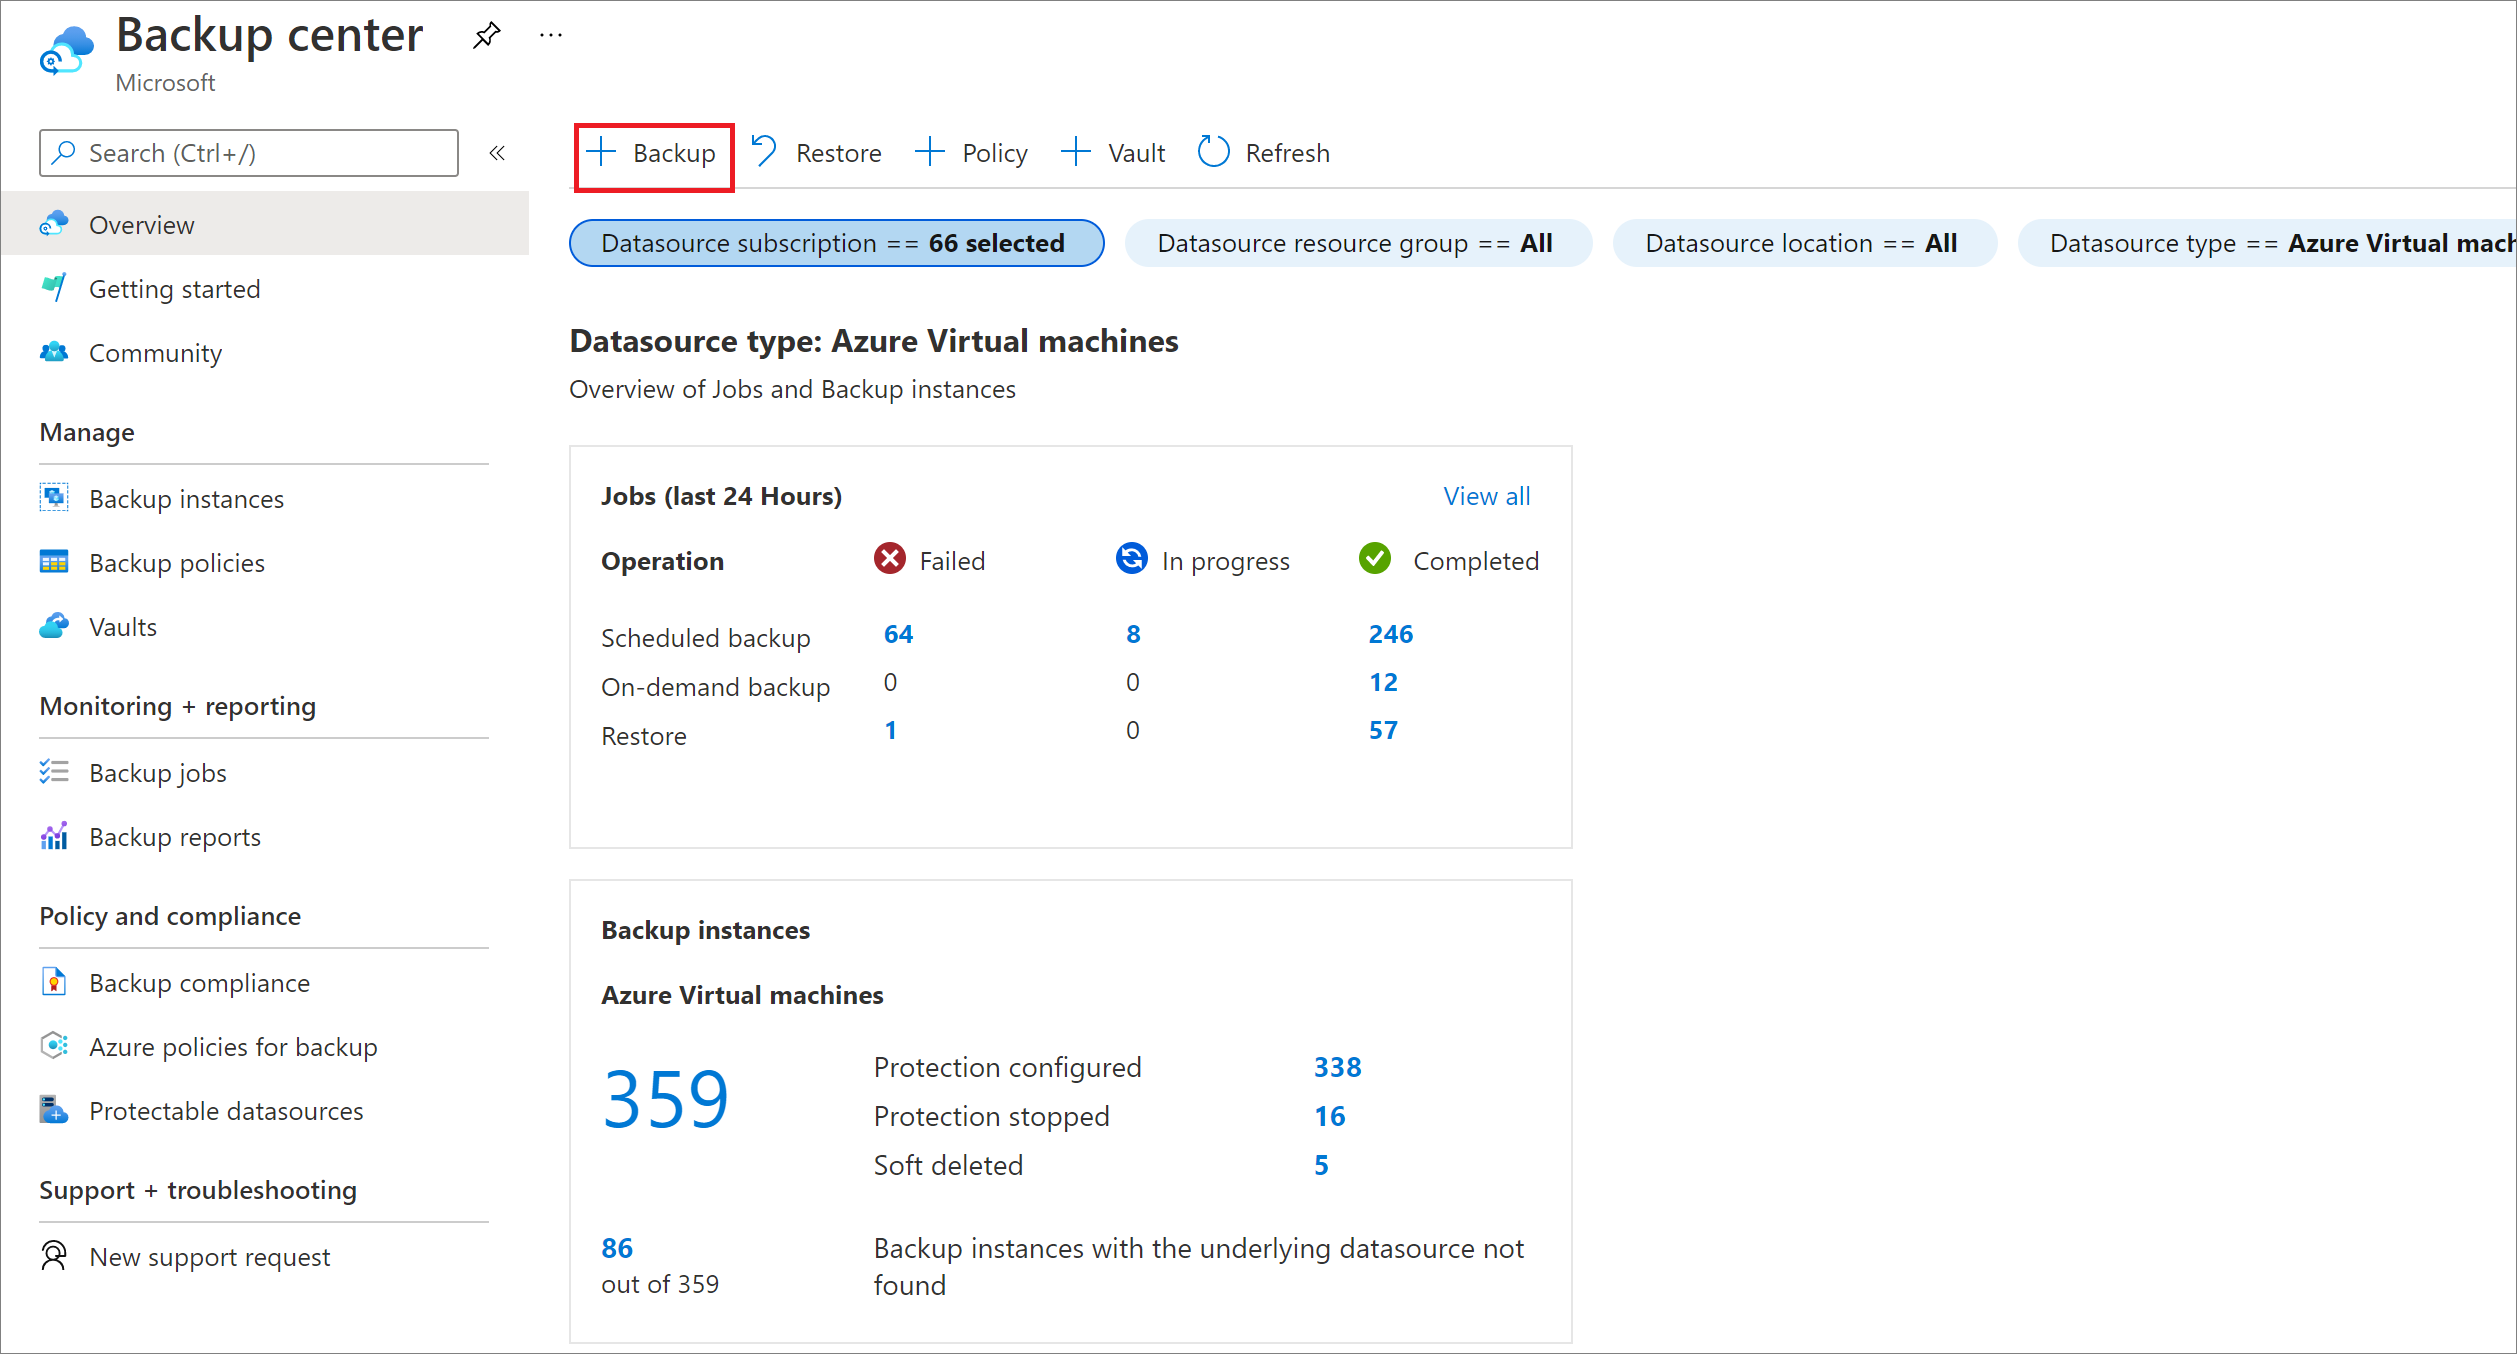 Backup center
...
Microsoft
Search (Ctrl+/)
«
Overview
Getting started
Community
Manage
Backup instances
Backup policies
Vaults
Monitoring + reporting
Backup jobs
Backup reports
Policy and compliance
Backup compliance
Azure policies for backup
Protectable datasources
Support + troubleshooting
New support request
Backup Restore Policy Vault Refresh
Datasource subscription == 66 selected Datasource resource group == All Datasource location == All Datasource type == Azure Virtual mach
Datasource type: Azure Virtual machines
Overview of Jobs and Backup instances
Jobs (last 24 Hours) View all
Operation Failed In progress Completed
Scheduled backup 64 8 246
On-demand backup 0 0 12
Restore 1 0 57
Backup instances
Azure Virtual machines
359
Protection configured 338
Protection stopped 16
Soft deleted 5
86
out of 359
Backup instances with the underlying datasource not
found